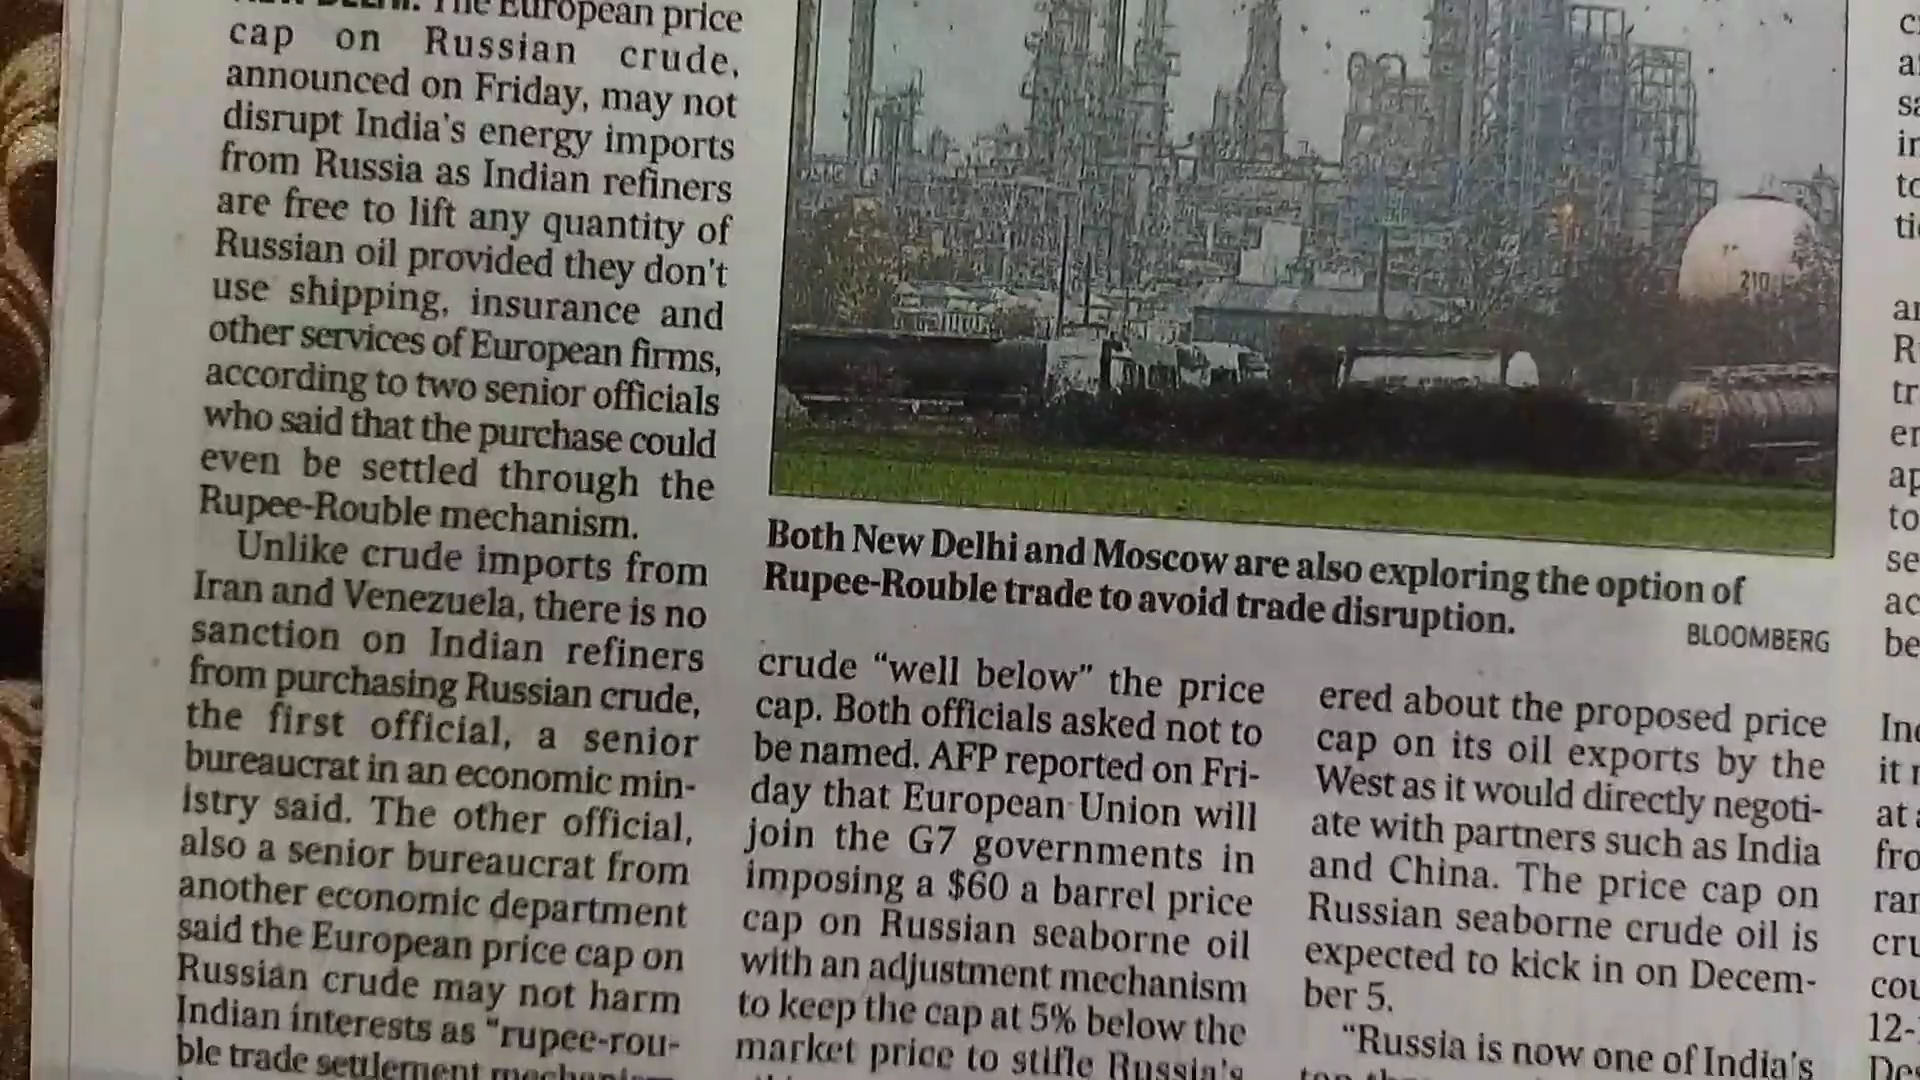 The European price
cap on Russian crude,
announced on Friday, may not
disrupt India's energy imports
from Russia as Indian refiners
are free to lift any quantity of
Russian oil provided they don't
use shipping, insurance and
other services of European firms,
according to two senior officials
who said that the purchase could
even be settled through the
Rupee-Rouble mechanism.
Unlike crude imports from
Iran and Venezuela, there is no
sanction on Indian refiners
from purchasing Russian crude,
the first official, a senior
bureaucrat in an economic min-
istry said. The other official,
also a senior bureaucrat from
another economic department
said the European price cap on
Russian crude may not harm
Indian interests as "rupee-rou-
ble trade settlement
210
Both New Delhi and Moscow are also exploring the option of
Rupee-Rouble trade to avoid trade disruption.
BLOOMBERG
crude "well below" the price
cap. Both officials asked not to
be named. AFP reported on Fri-
day that European Union will
join the G7 governments in
imposing a $60 a barrel price
cap on Russian seaborne oil
with an adjustment mechanism
to keep the cap at 5% below the
market price to stifle Russia's
ered about the proposed price
cap on its oil exports by the
West as it would directly negoti-
ate with partners such as India
and China. The price cap on
Russian seaborne crude oil is
expected to kick in on Decem-
ber 5.
"Russia is now one of India's